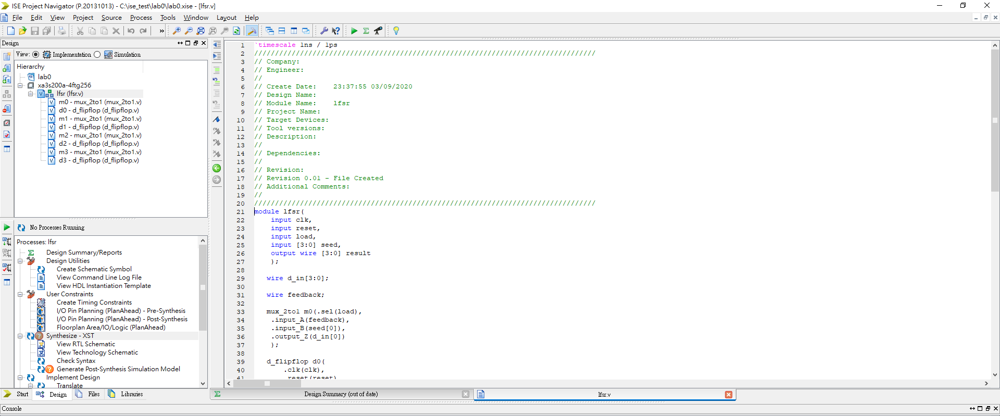 ISE Project Navigator (P.20131013) - C:\ise_test\lab0\lab0.xise - [lfsr.v]
File Edit View Project Source Process Tools Window Layout Help
Design
View: Implementation Simulation
Hierarchy
lab0
xa3s200a-4ftg256
lfsr (lfsr.v)
m0 - mux_2to1 (mux_2to1.v)
d0 - d_flipflop (d_flipflop.v)
m1 - mux_2to1 (mux_2to1.v)
d1 - d_flipflop (d_flipflop.v)
m2 - mux_2to1 (mux_2to1.v)
d2 - d_flipflop (d_flipflop.v)
m3 - mux_2to1 (mux_2to1.v)
d3 - d_flipflop (d_flipflop.v)
No Processes Running
Processes: lfsr
Design Summary/Reports
Design Utilities
Create Schematic Symbol
View Command Line Log File
View HDL Instantiation Template
User Constraints
Create Timing Constraints
I/O Pin Planning (PlanAhead) - Pre-Synthesis
I/O Pin Planning (PlanAhead) - Post-Synthesis
Floorplan Area/IO/Logic (PlanAhead)
Synthesize - XST
View RTL Schematic
View Technology Schematic
Check Syntax
Generate Post-Synthesis Simulation Model
Implement Design
Translate
Start Design Files Libraries
1 `timescale 1ns / 1ps
2 //////////////////////////////////////////////////////////////////////////////////
3 // Company:
4 // Engineer:
5 //
6 // Create Date:    23:37:55 03/09/2020
7 // Design Name:
8 // Module Name:    lfsr
9 // Project Name:
10 // Target Devices:
11 // Tool versions:
12 // Description:
13 //
14 // Dependencies:
15 //
16 // Revision:
17 // Revision 0.01 - File Created
18 // Additional Comments:
19 //
20 //////////////////////////////////////////////////////////////////////////////////
21 module lfsr(
22     input clk,
23     input reset,
24     input load,
25     input [3:0] seed,
26     output wire [3:0] result
27     );
28
29    wire d_in[3:0];
30
31    wire feedback;
32
33    mux_2to1 m0(.sel(load),
34     .input_A(feedback),
35     .input_B(seed[0]),
36     .output_Z(d_in[0])
37     );
38
39    d_flipflop d0(
40        .clk(clk),
41        .reset(reset)
Design Summary (out of date) lfsr.v
Console